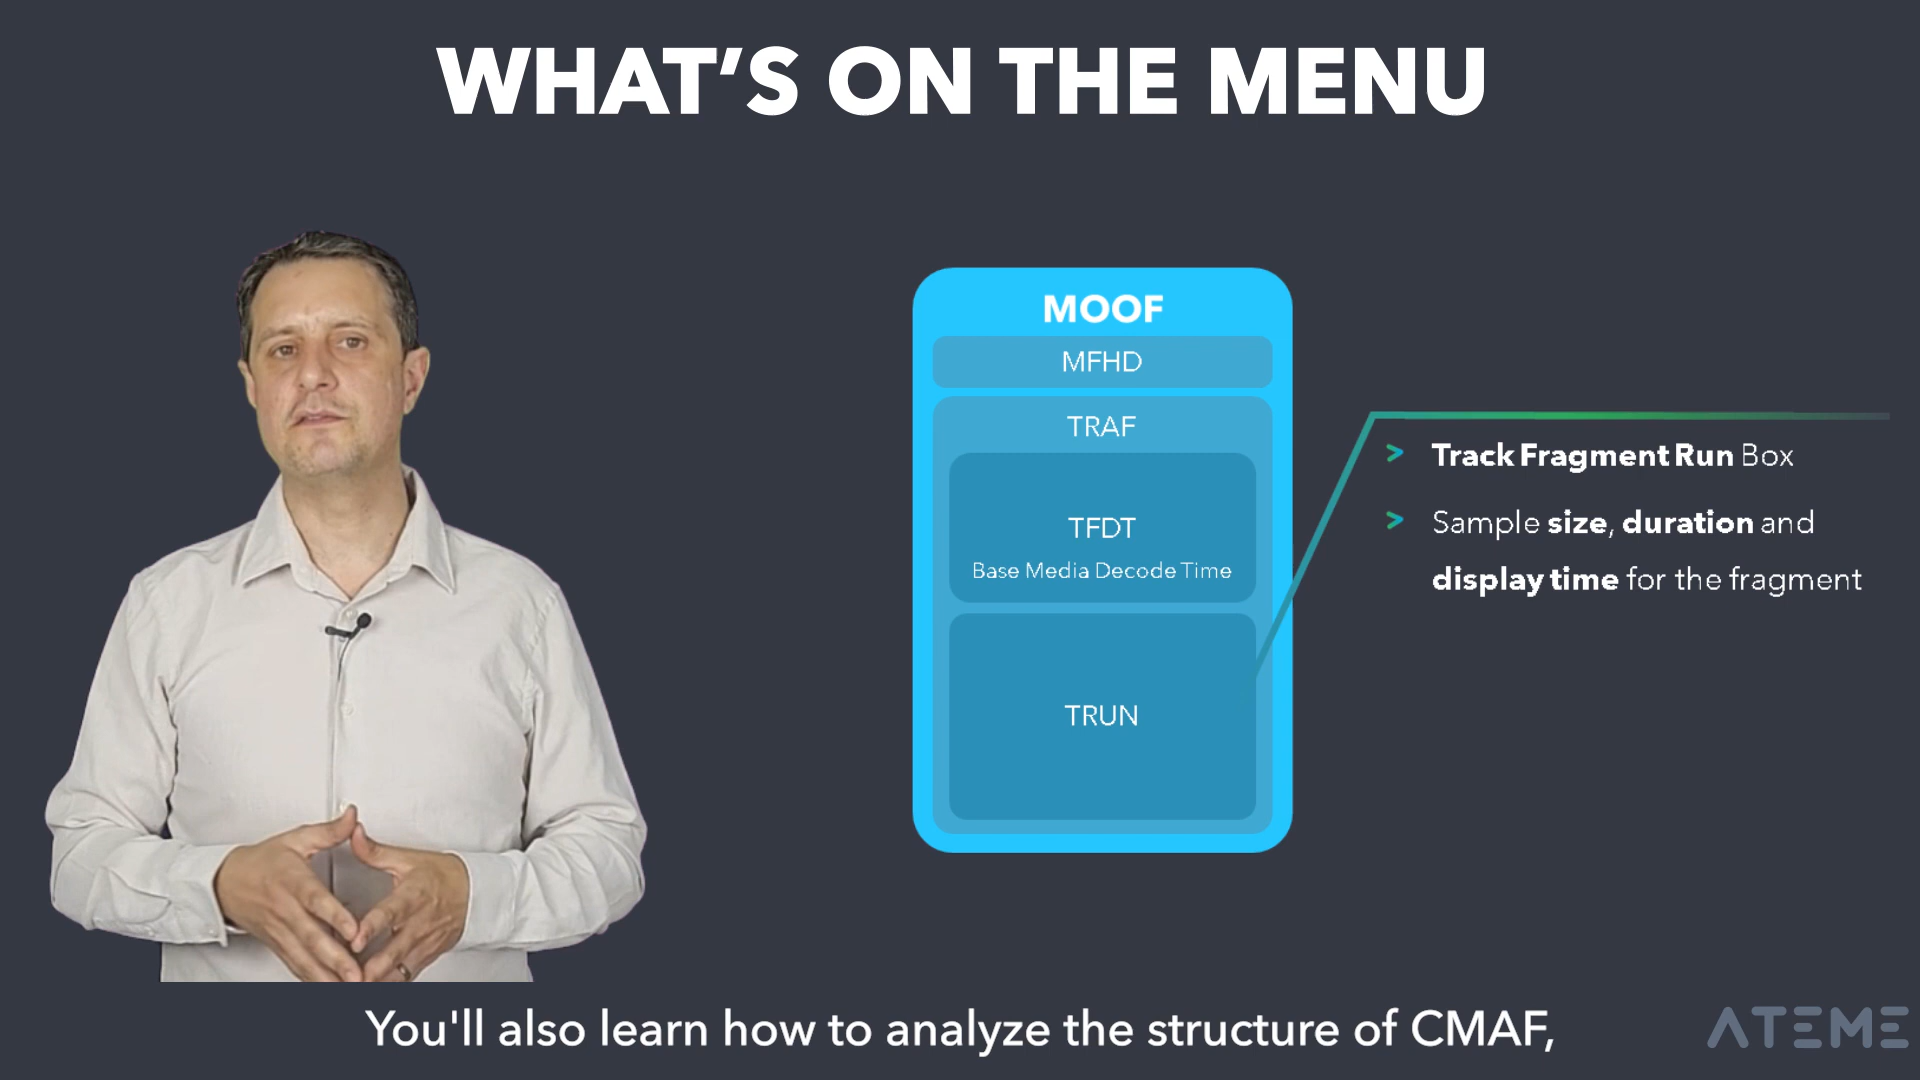 WHAT’S ON THE MENU
MOOF
MFHD
TRAF
TFDT
Base Media Decode Time
TRUN
> Track Fragment Run Box
> Sample size, duration and
display time for the fragment
You'll also learn how to analyze the structure of CMAF,
ATEME